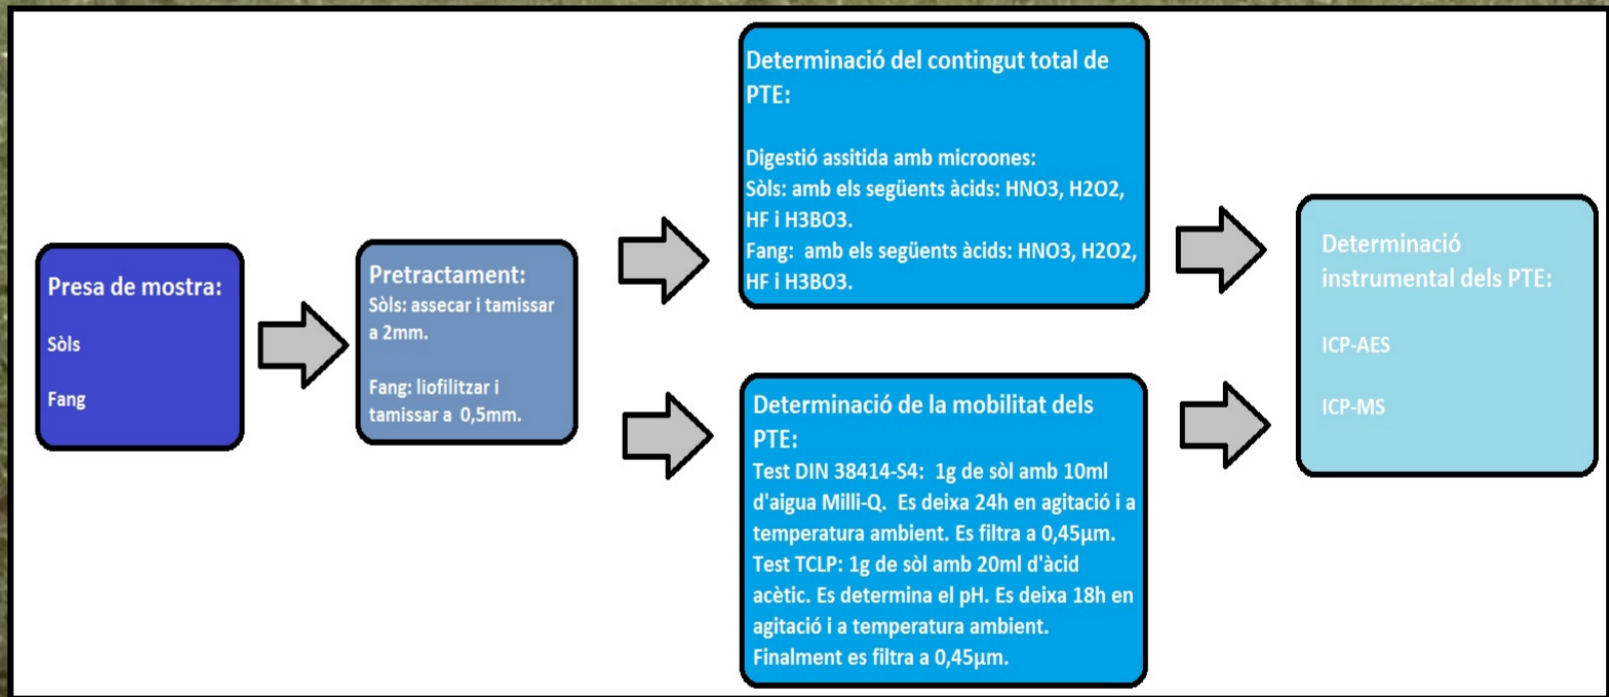 Presa de mostra:
Sòls
Fang
Pretractament:
Sòls: assecar i tamissar
a 2mm.
Fang: liofilitzar i
tamissar a 0,5mm.
Determinació del contingut total de
PTE:
Digestió assitida amb microones:
Sòls: amb els següents àcids: HNO3, H2O2,
HF i H3BO3.
Fang: amb els següents àcids: HNO3, H2O2,
HF i H3BO3.
Determinació de la mobilitat dels
PTE:
Test DIN 38414-S4: 1g de sòl amb 10ml
d'aigua Milli-Q. Es deixa 24h en agitació i a
temperatura ambient. Es filtra a 0,45µm.
Test TCLP: 1g de sòl amb 20ml d'àcid
acètic. Es determina el pH. Es deixa 18h en
agitació i a temperatura ambient.
Finalment es filtra a 0,45µm.
Determinació
instrumental dels PTE:
ICP-AES
ICP-MS